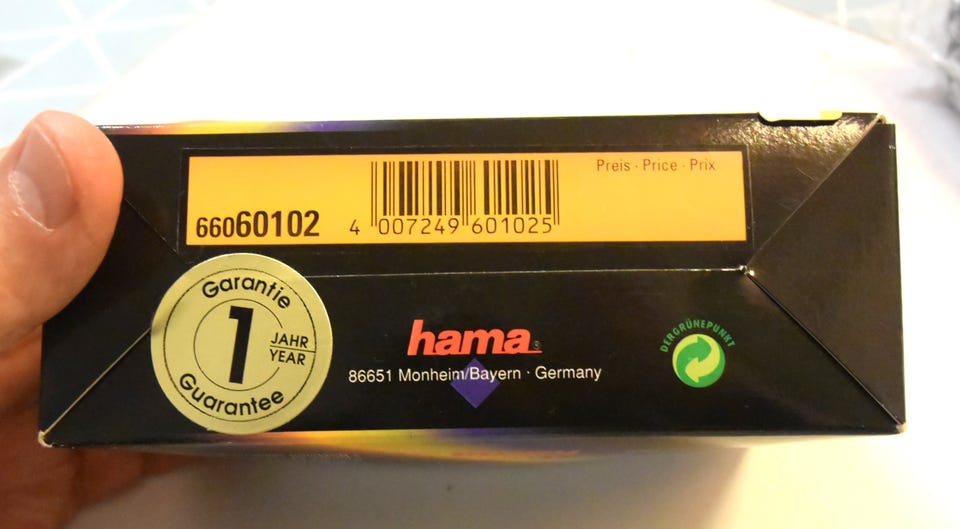 Preis · Price · Prix
66060102
4 007249 601025
Garantie
1 JAHR
YEAR
Guarantee
hama®
86651 Monheim/Bayern · Germany
DER GRÜNE PUNKT